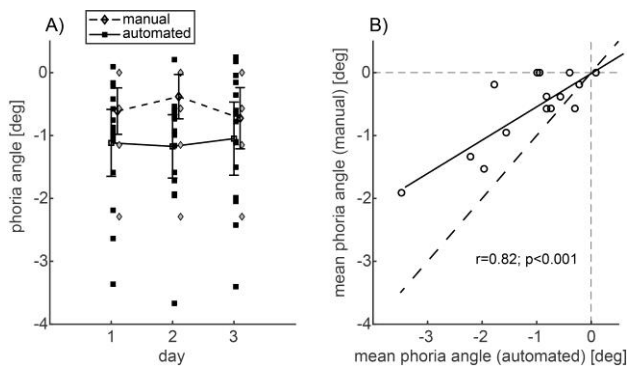 A)
manual
automated
phoria angle [deg]
0
-1
-2
-3
-4
1
2
3
day
B)
mean phoria angle (manual) [deg]
0
-1
-2
-3
-4
r=0.82; p<0.001
-3
-2
-1
0
mean phoria angle (automated) [deg]